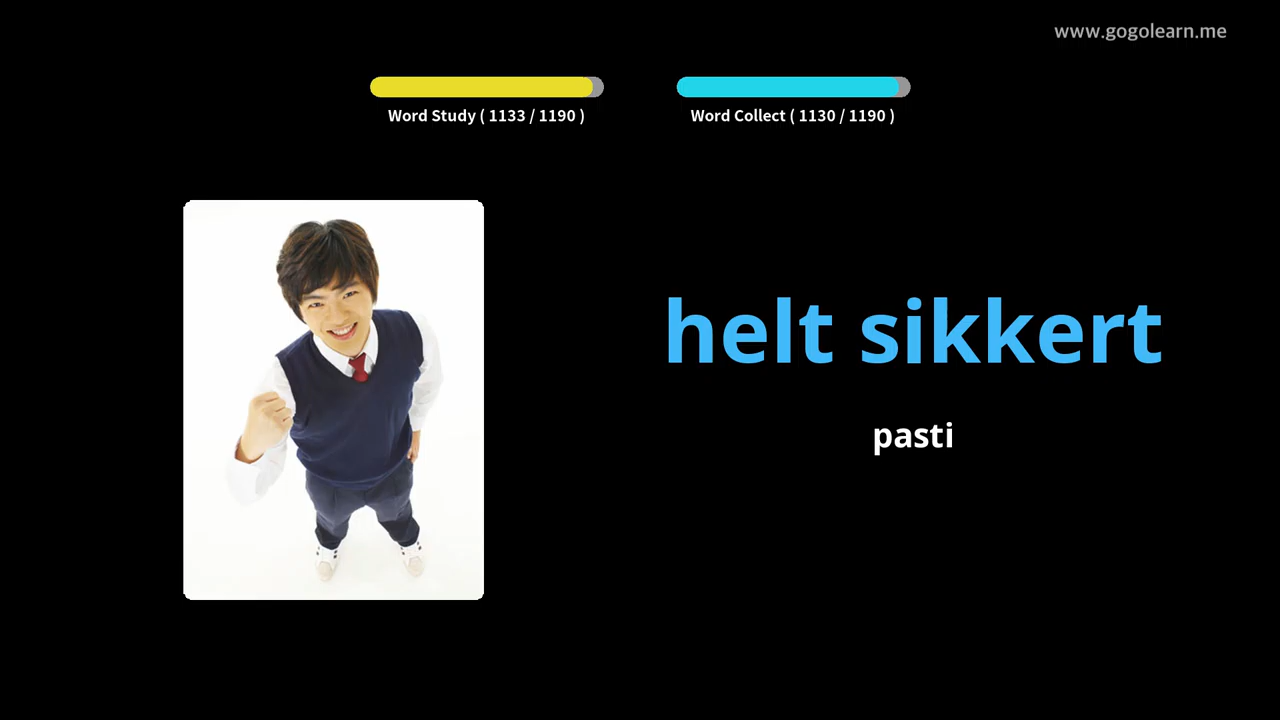 www.gogolearn.me
Word Study ( 1133 / 1190 )
Word Collect ( 1130 / 1190 )
helt sikkert
pasti